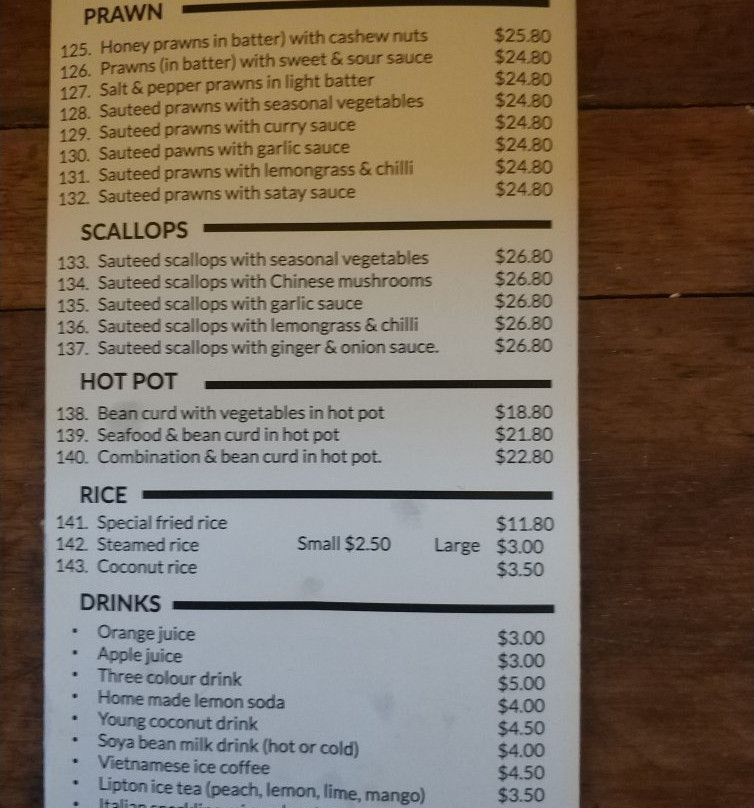 PRAWN
125. Honey prawns in batter) with cashew nuts $25.80
126. Prawns (in batter) with sweet & sour sauce $24.80
127. Salt & pepper prawns in light batter $24.80
128. Sauteed prawns with seasonal vegetables $24.80
129. Sauteed prawns with curry sauce $24.80
130. Sauteed pawns with garlic sauce $24.80
131. Sauteed prawns with lemongrass & chilli $24.80
132. Sauteed prawns with satay sauce $24.80
SCALLOPS
133. Sauteed scallops with seasonal vegetables $26.80
134. Sauteed scallops with Chinese mushrooms $26.80
135. Sauteed scallops with garlic sauce $26.80
136. Sauteed scallops with lemongrass & chilli $26.80
137. Sauteed scallops with ginger & onion sauce. $26.80
HOT POT
138. Bean curd with vegetables in hot pot $18.80
139. Seafood & bean curd in hot pot $21.80
140. Combination & bean curd in hot pot. $22.80
RICE
141. Special fried rice $11.80
142. Steamed rice Small $2.50 Large $3.00
143. Coconut rice $3.50
DRINKS
• Orange juice $3.00
• Apple juice $3.00
• Three colour drink $5.00
• Home made lemon soda $4.00
• Young coconut drink $4.50
• Soya bean milk drink (hot or cold) $4.00
• Vietnamese ice coffee $4.50
• Lipton ice tea (peach, lemon, lime, mango) $3.50
• Italian